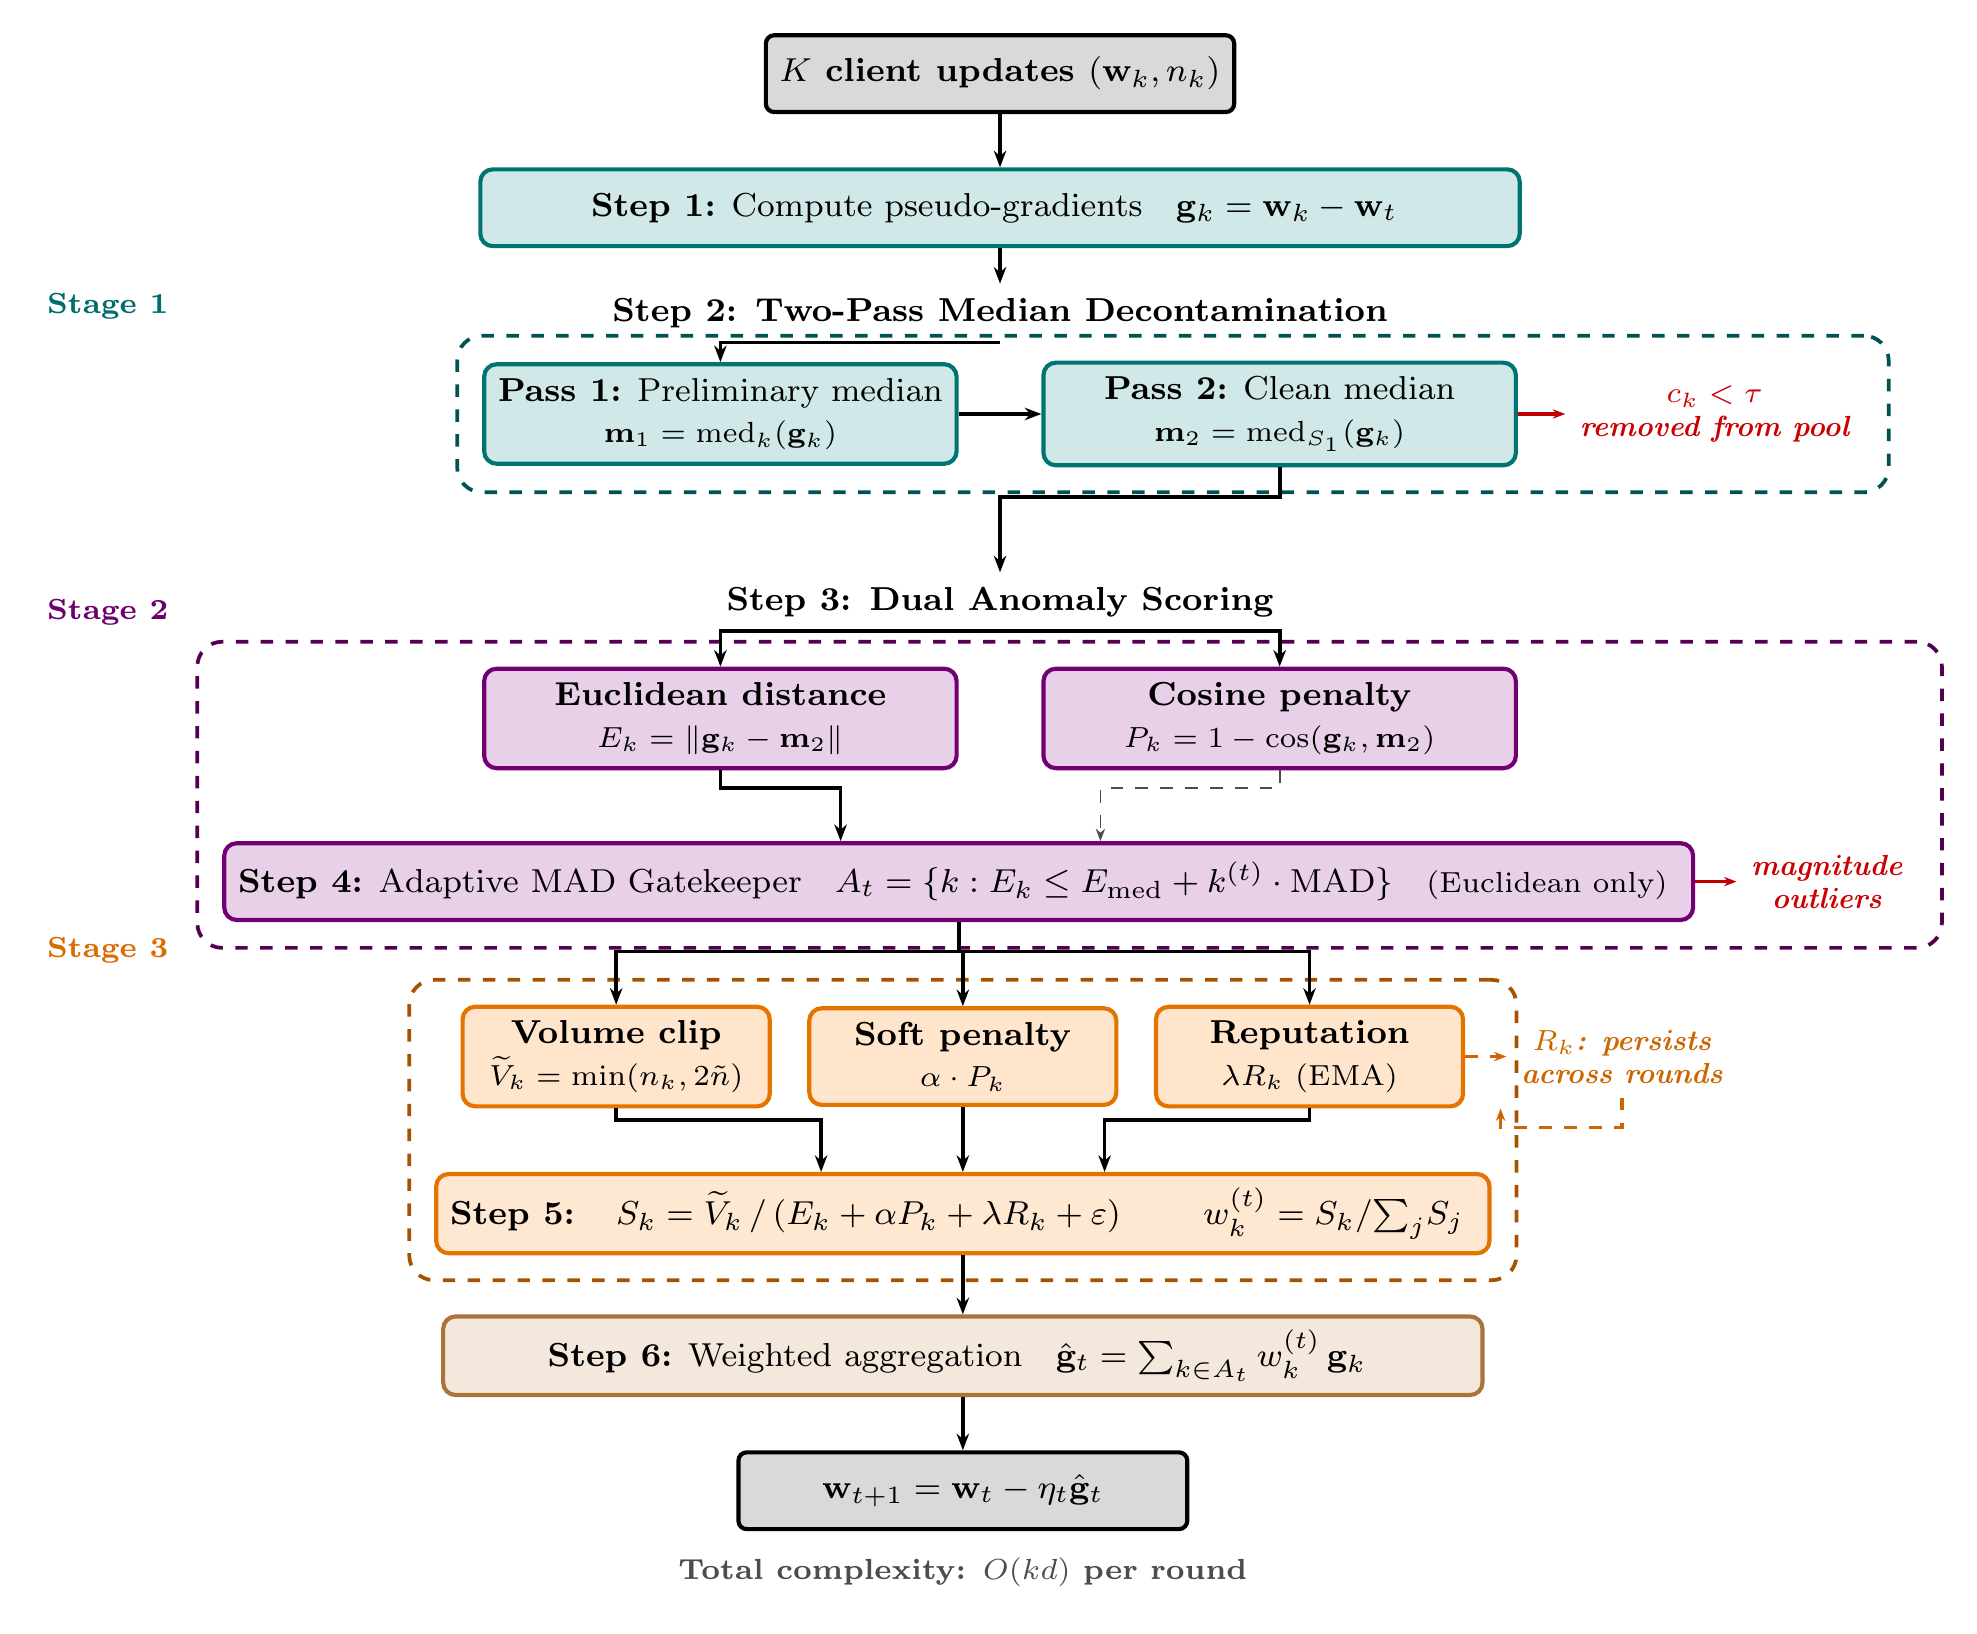 K client updates (w_k, n_k)
Step 1: Compute pseudo-gradients g_k = w_k − w_t
Stage 1
Step 2: Two-Pass Median Decontamination
Pass 1: Preliminary median
m_1 = med_k(g_k)
Pass 2: Clean median
m_2 = med_{S_1}(g_k)
c_k < τ
removed from pool
Stage 2
Step 3: Dual Anomaly Scoring
Euclidean distance
E_k = ‖g_k − m_2‖
Cosine penalty
P_k = 1 − cos(g_k, m_2)
Step 4: Adaptive MAD Gatekeeper A_t = {k : E_k ≤ E_med + k^{(t)} · MAD} (Euclidean only)
magnitude
outliers
Stage 3
Volume clip
Ṽ_k = min(n_k, 2ñ)
Soft penalty
α · P_k
Reputation
λR_k (EMA)
R_k: persists
across rounds
Step 5: S_k = Ṽ_k / (E_k + αP_k + λR_k + ε) w_k^{(t)} = S_k/∑_j S_j
Step 6: Weighted aggregation ĝ_t = ∑_{k∈A_t} w_k^{(t)} g_k
w_{t+1} = w_t − η_t ĝ_t
Total complexity: O(kd) per round